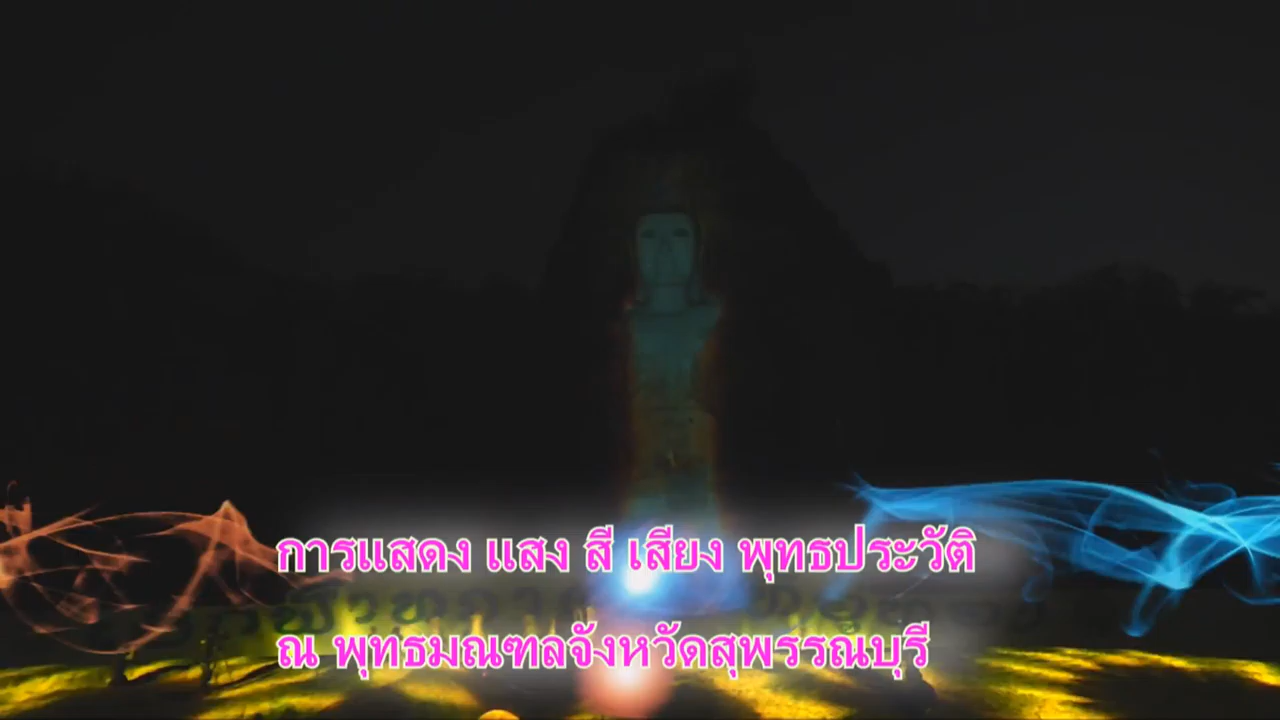 การแสดง แสง สี เสียง พุทธประวัติ
ณ พุทธมณฑลจังหวัดสุพรรณบุรี